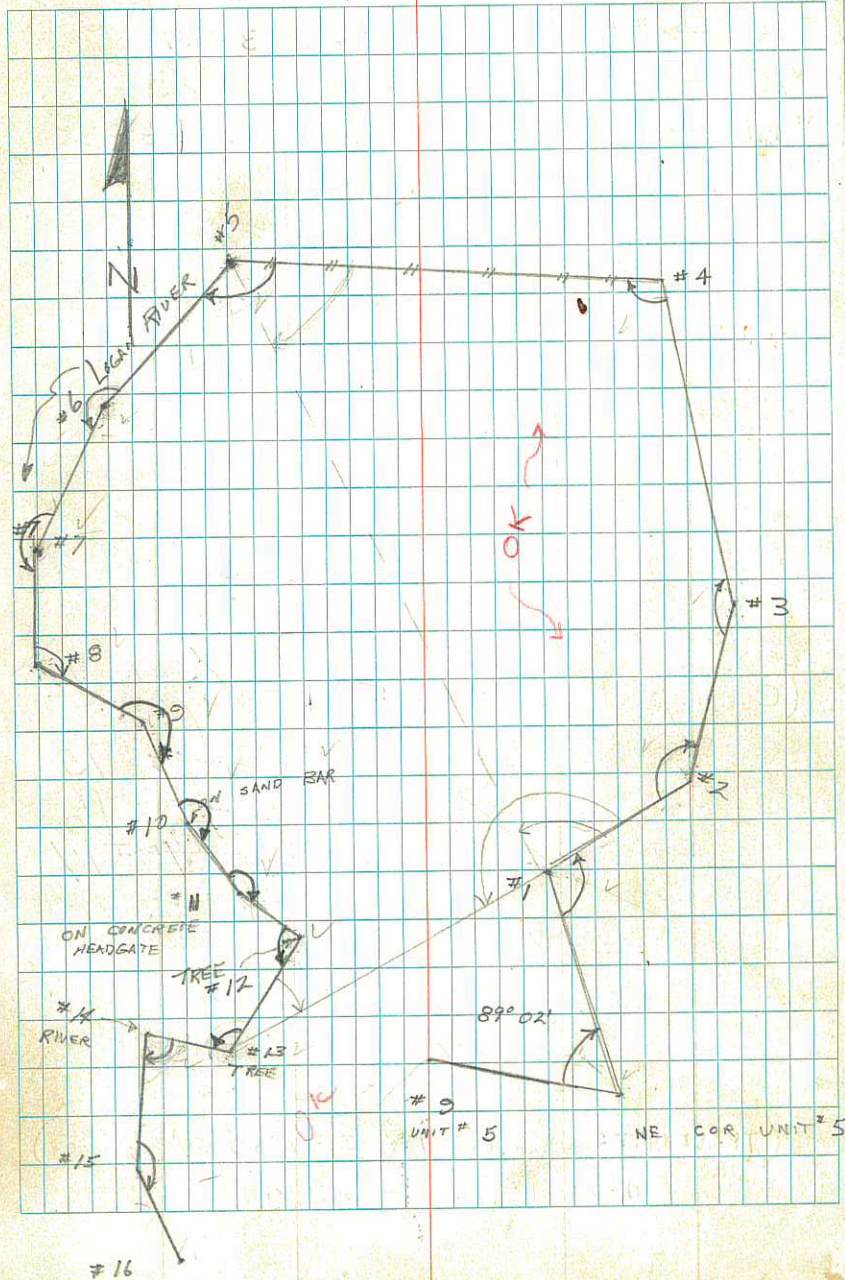 #5
N
LOGAN RIVER
#4
#6
#7
#7
OK
#3
#8
#9
#2
ON SAND BAR
#10
#1
#11
ON CONCRETE
HEADGATE
TREE
#12
89° 02'
#14
RIVER
#13
TREE
OK
#9
UNIT #5
NE COR UNIT #5
#15
#16